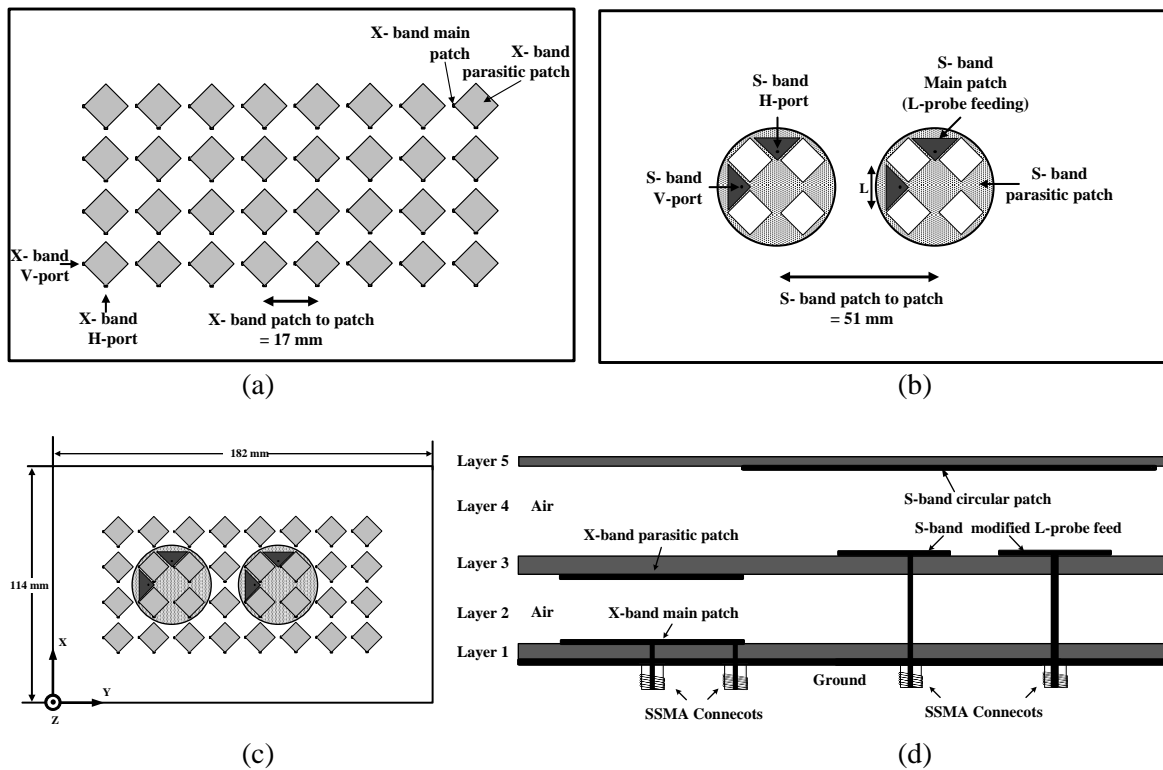 X- band main
patch
X- band
parasitic patch
X- band
V-port
X- band
H-port
X- band patch to patch
= 17 mm
(a)
S- band
H-port
S- band
Main patch
(L-probe feeding)
S- band
V-port
L
S- band
parasitic patch
S- band patch to patch
= 51 mm
(b)
182 mm
114 mm
X
Y
Z
(c)
Layer 5
S-band circular patch
Layer 4 Air
X-band parasitic patch
S-band modified L-probe feed
Layer 3
Layer 2 Air
X-band main patch
Layer 1
Ground
SSMA Connecots
SSMA Connecots
(d)